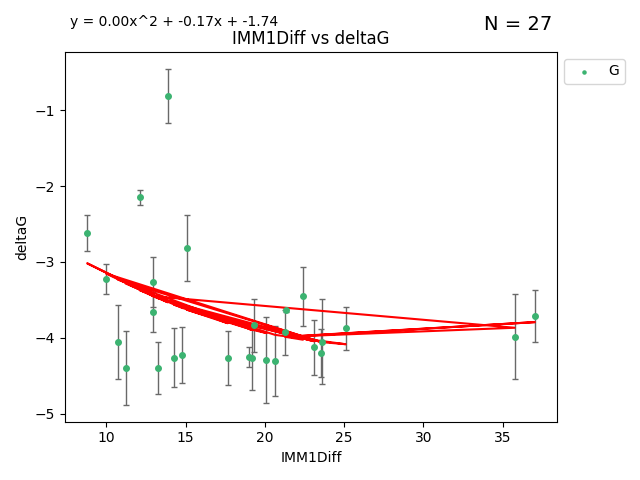 y = 0.00x^2 + -0.17x + -1.74
N = 27
IMM1Diff vs deltaG
G
−1
−2
−3
−4
−5
deltaG
10 15 20 25 30 35
IMM1Diff